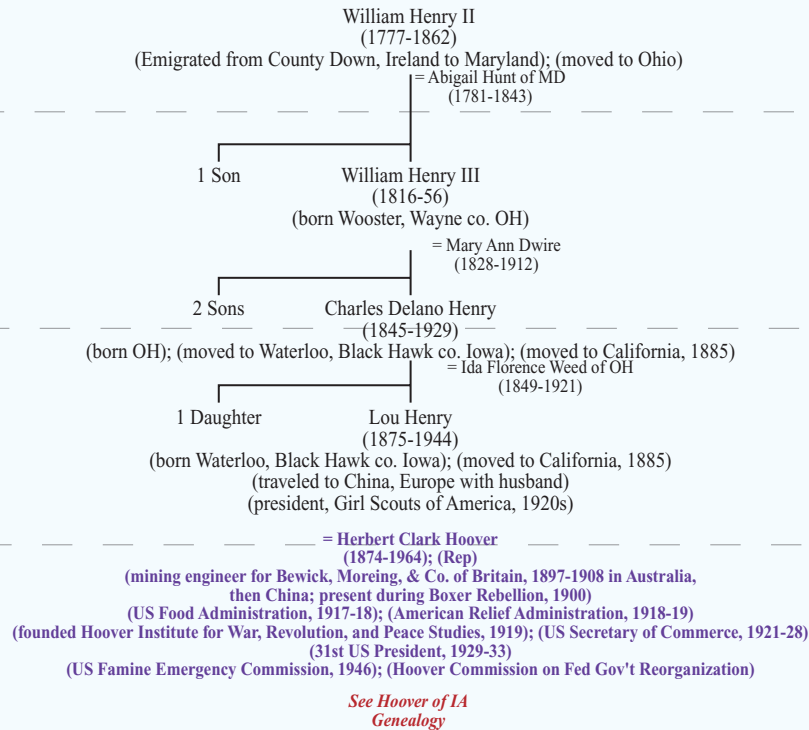 William Henry II
(1777-1862)
(Emigrated from County Down, Ireland to Maryland); (moved to Ohio)
= Abigail Hunt of MD
(1781-1843)
1 Son
William Henry III
(1816-56)
(born Wooster, Wayne co. OH)
= Mary Ann Dwire
(1828-1912)
2 Sons
Charles Delano Henry
(1845-1929)
(born OH); (moved to Waterloo, Black Hawk co. Iowa); (moved to California, 1885)
= Ida Florence Weed of OH
(1849-1921)
1 Daughter
Lou Henry
(1875-1944)
(born Waterloo, Black Hawk co. Iowa); (moved to California, 1885)
(traveled to China, Europe with husband)
(president, Girl Scouts of America, 1920s)
= Herbert Clark Hoover
(1874-1964); (Rep)
(mining engineer for Bewick, Moreing, & Co. of Britain, 1897-1908 in Australia,
then China; present during Boxer Rebellion, 1900)
(US Food Administration, 1917-18); (American Relief Administration, 1918-19)
(founded Hoover Institute for War, Revolution, and Peace Studies, 1919); (US Secretary of Commerce, 1921-28)
(31st US President, 1929-33)
(US Famine Emergency Commission, 1946); (Hoover Commission on Fed Gov't Reorganization)
See Hoover of IA
Genealogy